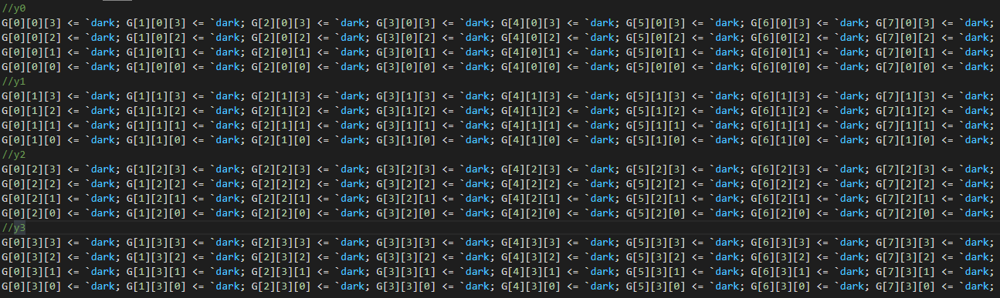 //y0
G[0][0][3] <= `dark; G[1][0][3] <= `dark; G[2][0][3] <= `dark; G[3][0][3] <= `dark; G[4][0][3] <= `dark; G[5][0][3] <= `dark; G[6][0][3] <= `dark; G[7][0][3] <= `dark;
G[0][0][2] <= `dark; G[1][0][2] <= `dark; G[2][0][2] <= `dark; G[3][0][2] <= `dark; G[4][0][2] <= `dark; G[5][0][2] <= `dark; G[6][0][2] <= `dark; G[7][0][2] <= `dark;
G[0][0][1] <= `dark; G[1][0][1] <= `dark; G[2][0][1] <= `dark; G[3][0][1] <= `dark; G[4][0][1] <= `dark; G[5][0][1] <= `dark; G[6][0][1] <= `dark; G[7][0][1] <= `dark;
G[0][0][0] <= `dark; G[1][0][0] <= `dark; G[2][0][0] <= `dark; G[3][0][0] <= `dark; G[4][0][0] <= `dark; G[5][0][0] <= `dark; G[6][0][0] <= `dark; G[7][0][0] <= `dark;
//y1
G[0][1][3] <= `dark; G[1][1][3] <= `dark; G[2][1][3] <= `dark; G[3][1][3] <= `dark; G[4][1][3] <= `dark; G[5][1][3] <= `dark; G[6][1][3] <= `dark; G[7][1][3] <= `dark;
G[0][1][2] <= `dark; G[1][1][2] <= `dark; G[2][1][2] <= `dark; G[3][1][2] <= `dark; G[4][1][2] <= `dark; G[5][1][2] <= `dark; G[6][1][2] <= `dark; G[7][1][2] <= `dark;
G[0][1][1] <= `dark; G[1][1][1] <= `dark; G[2][1][1] <= `dark; G[3][1][1] <= `dark; G[4][1][1] <= `dark; G[5][1][1] <= `dark; G[6][1][1] <= `dark; G[7][1][1] <= `dark;
G[0][1][0] <= `dark; G[1][1][0] <= `dark; G[2][1][0] <= `dark; G[3][1][0] <= `dark; G[4][1][0] <= `dark; G[5][1][0] <= `dark; G[6][1][0] <= `dark; G[7][1][0] <= `dark;
//y2
G[0][2][3] <= `dark; G[1][2][3] <= `dark; G[2][2][3] <= `dark; G[3][2][3] <= `dark; G[4][2][3] <= `dark; G[5][2][3] <= `dark; G[6][2][3] <= `dark; G[7][2][3] <= `dark;
G[0][2][2] <= `dark; G[1][2][2] <= `dark; G[2][2][2] <= `dark; G[3][2][2] <= `dark; G[4][2][2] <= `dark; G[5][2][2] <= `dark; G[6][2][2] <= `dark; G[7][2][2] <= `dark;
G[0][2][1] <= `dark; G[1][2][1] <= `dark; G[2][2][1] <= `dark; G[3][2][1] <= `dark; G[4][2][1] <= `dark; G[5][2][1] <= `dark; G[6][2][1] <= `dark; G[7][2][1] <= `dark;
G[0][2][0] <= `dark; G[1][2][0] <= `dark; G[2][2][0] <= `dark; G[3][2][0] <= `dark; G[4][2][0] <= `dark; G[5][2][0] <= `dark; G[6][2][0] <= `dark; G[7][2][0] <= `dark;
//y3
G[0][3][3] <= `dark; G[1][3][3] <= `dark; G[2][3][3] <= `dark; G[3][3][3] <= `dark; G[4][3][3] <= `dark; G[5][3][3] <= `dark; G[6][3][3] <= `dark; G[7][3][3] <= `dark;
G[0][3][2] <= `dark; G[1][3][2] <= `dark; G[2][3][2] <= `dark; G[3][3][2] <= `dark; G[4][3][2] <= `dark; G[5][3][2] <= `dark; G[6][3][2] <= `dark; G[7][3][2] <= `dark;
G[0][3][1] <= `dark; G[1][3][1] <= `dark; G[2][3][1] <= `dark; G[3][3][1] <= `dark; G[4][3][1] <= `dark; G[5][3][1] <= `dark; G[6][3][1] <= `dark; G[7][3][1] <= `dark;
G[0][3][0] <= `dark; G[1][3][0] <= `dark; G[2][3][0] <= `dark; G[3][3][0] <= `dark; G[4][3][0] <= `dark; G[5][3][0] <= `dark; G[6][3][0] <= `dark; G[7][3][0] <= `dark;